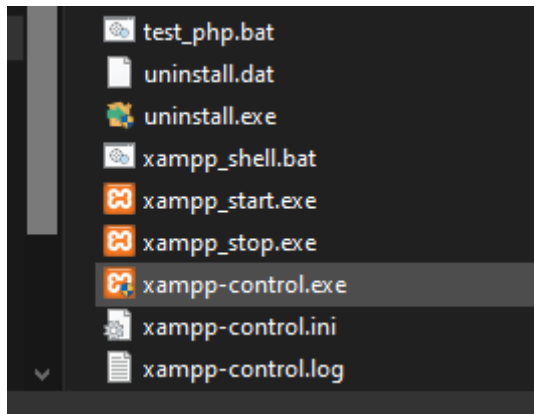 test_php.bat
uninstall.dat
uninstall.exe
xampp_shell.bat
xampp_start.exe
xampp_stop.exe
xampp-control.exe
xampp-control.ini
xampp-control.log